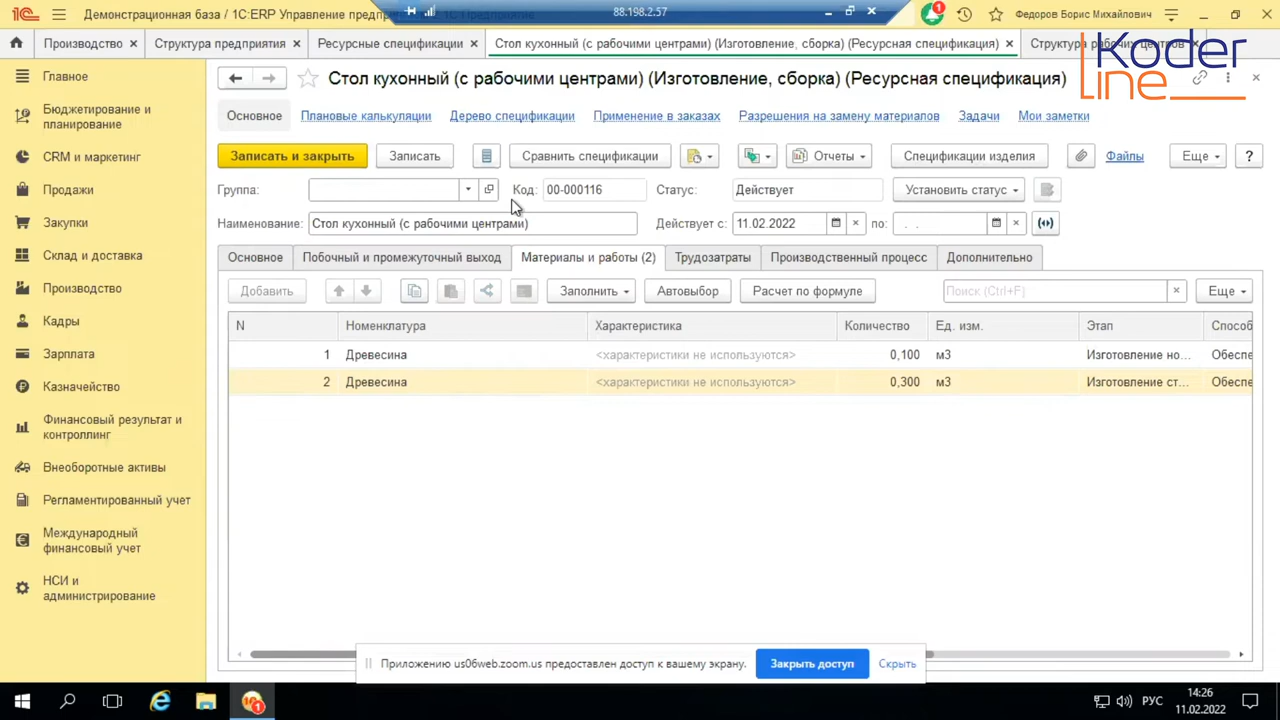 Демонстрационная база / 1С:ERP Управление предпр
1С:Предприятие
88.198.2.57
1
Федоров Борис Михайлович
Производство
Структура предприятия
Ресурсные спецификации
Стол кухонный (с рабочими центрами) (Изготовление, сборка) (Ресурсная спецификация)
Структура рабочих центров
Koder
line
Главное
Бюджетирование и
планирование
CRM и маркетинг
Продажи
Закупки
Склад и доставка
Производство
Кадры
Зарплата
Казначейство
Финансовый результат и
контроллинг
Внеоборотные активы
Регламентированный учет
Международный
финансовый учет
НСИ и
администрирование
Стол кухонный (с рабочими центрами) (Изготовление, сборка) (Ресурсная спецификация)
Основное
Плановые калькуляции
Дерево спецификации
Применение в заказах
Разрешения на замену материалов
Задачи
Мои заметки
Записать и закрыть
Записать
Сравнить спецификации
Отчеты
Спецификации изделия
Файлы
Еще
?
Группа:
Код: 00-000116
Статус: Действует
Установить статус
Наименование: Стол кухонный (с рабочими центрами)
Действует с: 11.02.2022
по: . .
Основное
Побочный и промежуточный выход
Материалы и работы (2)
Трудозатраты
Производственный процесс
Дополнительно
Добавить
Заполнить
Автовыбор
Расчет по формуле
Поиск (Ctrl+F)
Еще
N Номенклатура Характеристика Количество Ед. изм. Этап Способ
1 Древесина <характеристики не используются> 0,100 м3 Изготовление но... Обеспе
2 Древесина <характеристики не используются> 0,300 м3 Изготовление ст... Обеспе
Приложению us06web.zoom.us предоставлен доступ к вашему экрану.
Закрыть доступ
Скрыть
РУС
14:26
11.02.2022